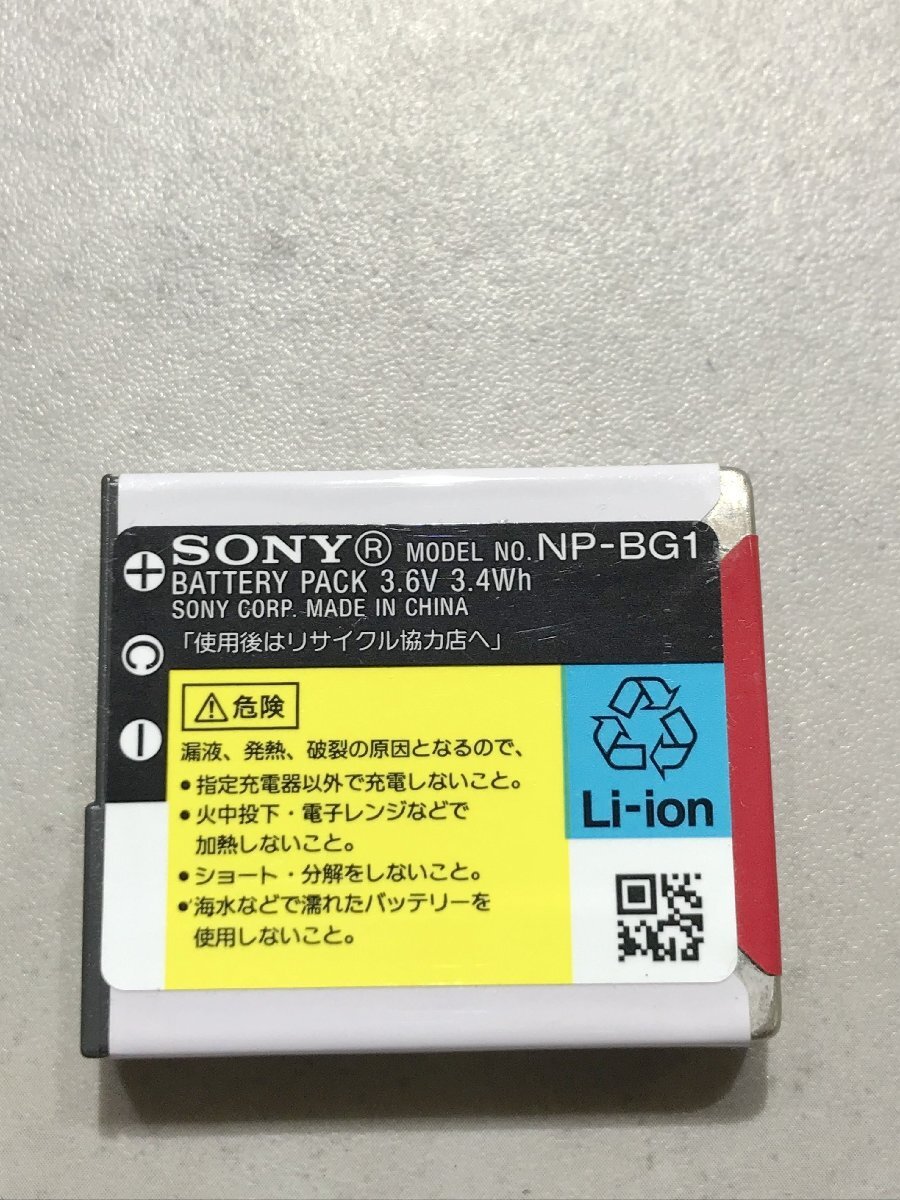 SONY® MODEL NO. NP-BG1
BATTERY PACK 3.6V 3.4Wh
SONY CORP. MADE IN CHINA
「使用後はリサイクル協力店へ」
+
C
−
⚠危険
漏液、発熱、破裂の原因となるので、
•指定充電器以外で充電しないこと。
•火中投下・電子レンジなどで
加熱しないこと。
•ショート・分解をしないこと。
•海水などで濡れたバッテリーを
使用しないこと。
Li-ion